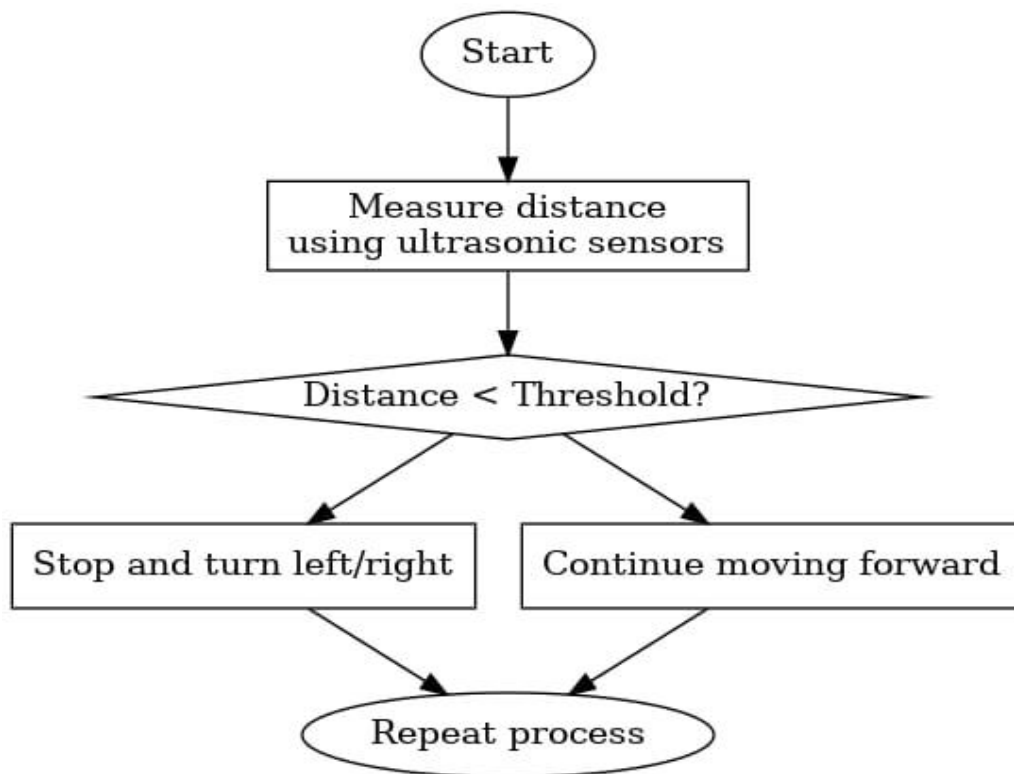 Start
Measure distance
using ultrasonic sensors
Distance < Threshold?
Stop and turn left/right
Continue moving forward
Repeat process